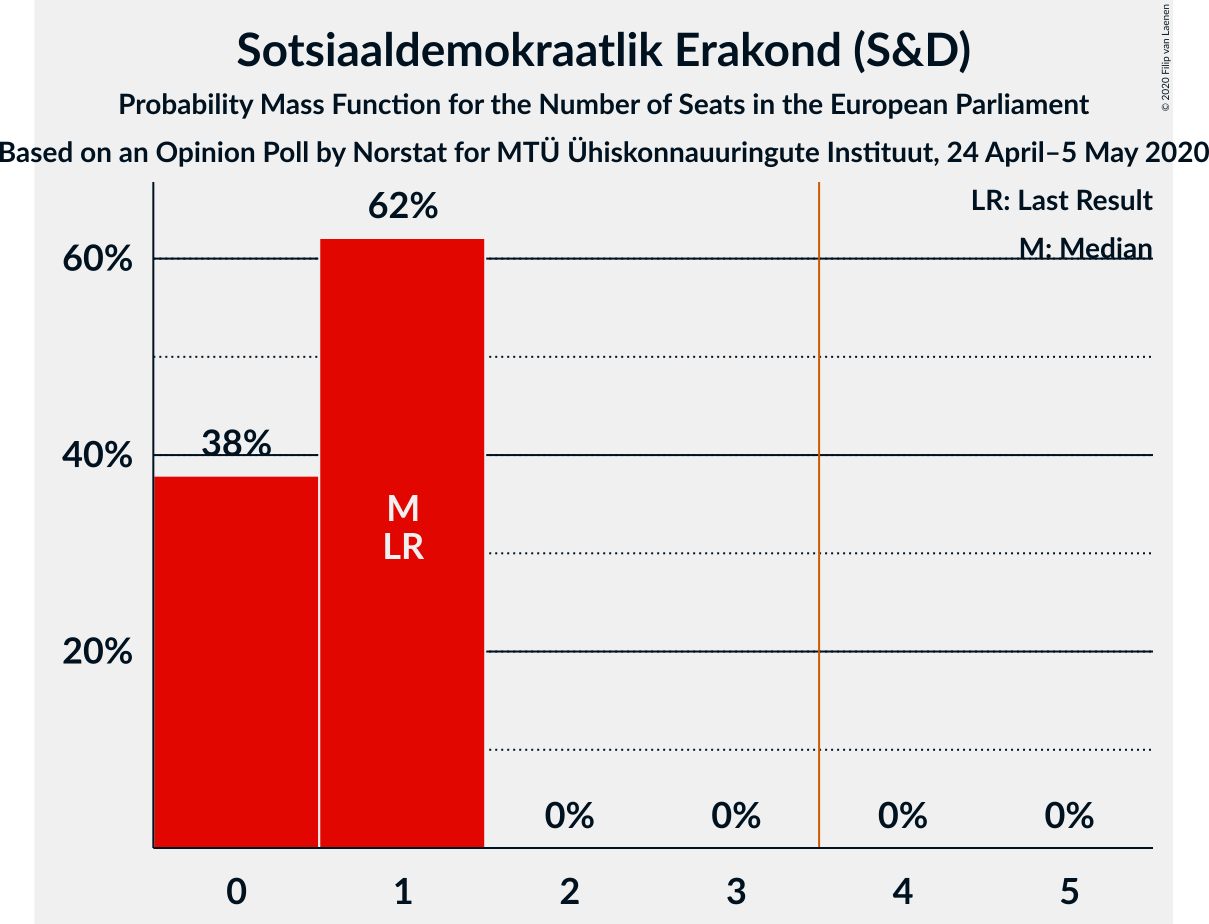 Sotsiaaldemokraatlik Erakond (S&D)
Probability Mass Function for the Number of Seats in the European Parliament
Based on an Opinion Poll by Norstat for MTÜ Ühiskonnauuringute Instituut, 24 April–5 May 2020
© 2020 Filip van Laenen
LR: Last Result
M: Median
62%
60%
38%
40%
M
LR
20%
0% 0% 0% 0%
0 1 2 3 4 5